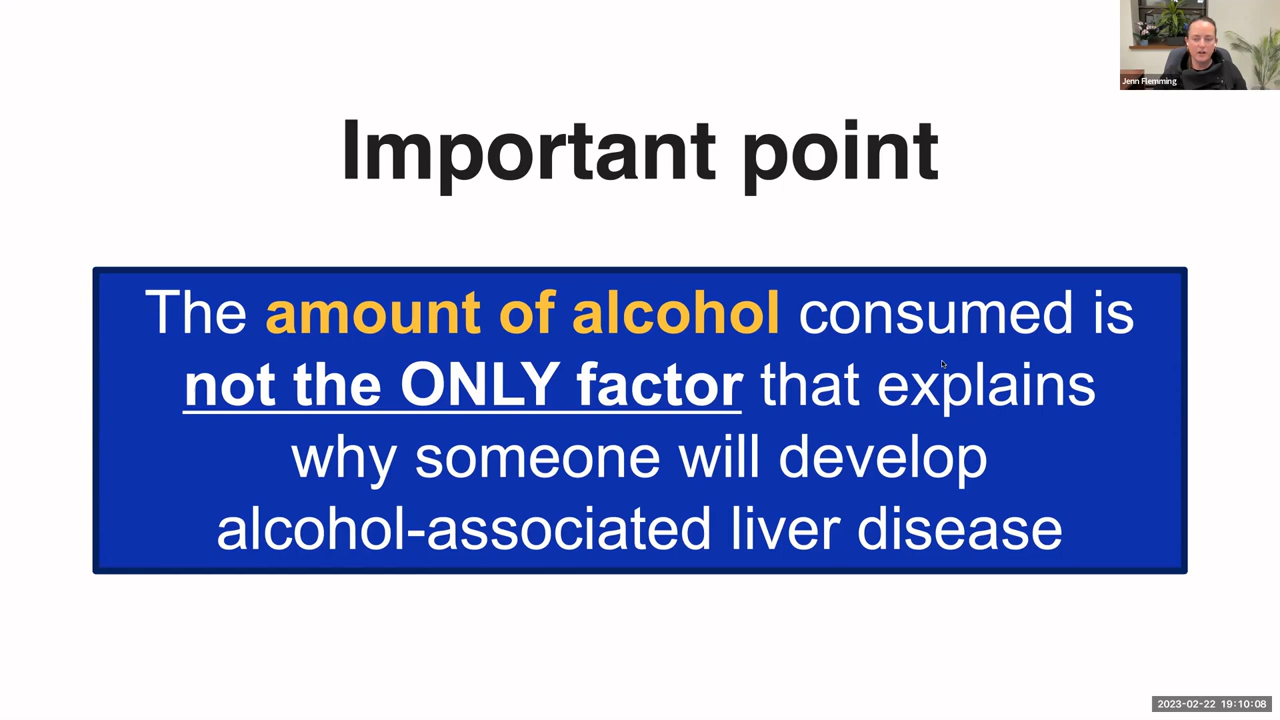 Jenn Flemming
Important point
The amount of alcohol consumed is
not the ONLY factor that explains
why someone will develop
alcohol-associated liver disease
2023-02-22 19:10:08